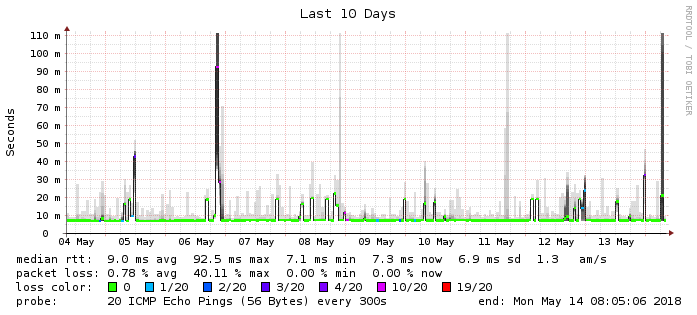 Last 10 Days
RRDTOOL / TOBI OETIKER
Seconds
110 m
100 m
90 m
80 m
70 m
60 m
50 m
40 m
30 m
20 m
10 m
0
04 May 05 May 06 May 07 May 08 May 09 May 10 May 11 May 12 May 13 May
median rtt: 9.0 ms avg 92.5 ms max 7.1 ms min 7.3 ms now 6.9 ms sd 1.3 am/s
packet loss: 0.78 % avg 40.11 % max 0.00 % min 0.00 % now
loss color: 0 1/20 2/20 3/20 4/20 10/20 19/20
probe: 20 ICMP Echo Pings (56 Bytes) every 300s end: Mon May 14 08:05:06 2018